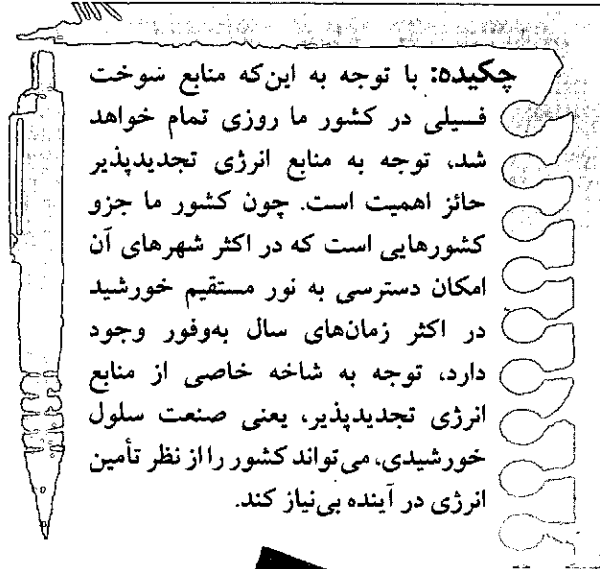 چکیده: با توجه به این‌که منابع سوخت
فسیلی در کشور ما روزی تمام خواهد
شد، توجه به منابع انرژی تجدیدپذیر
حائز اهمیت است. چون کشور ما جزو
کشورهایی است که در اکثر شهرهای آن
امکان دسترسی به نور مستقیم خورشید
در اکثر زمان‌های سال به‌وفور وجود
دارد، توجه به شاخه خاصی از منابع
انرژی تجدیدپذیر، یعنی صنعت سلول
خورشیدی، می‌تواند کشور را از نظر تأمین
انرژی در آینده بی‌نیاز کند.